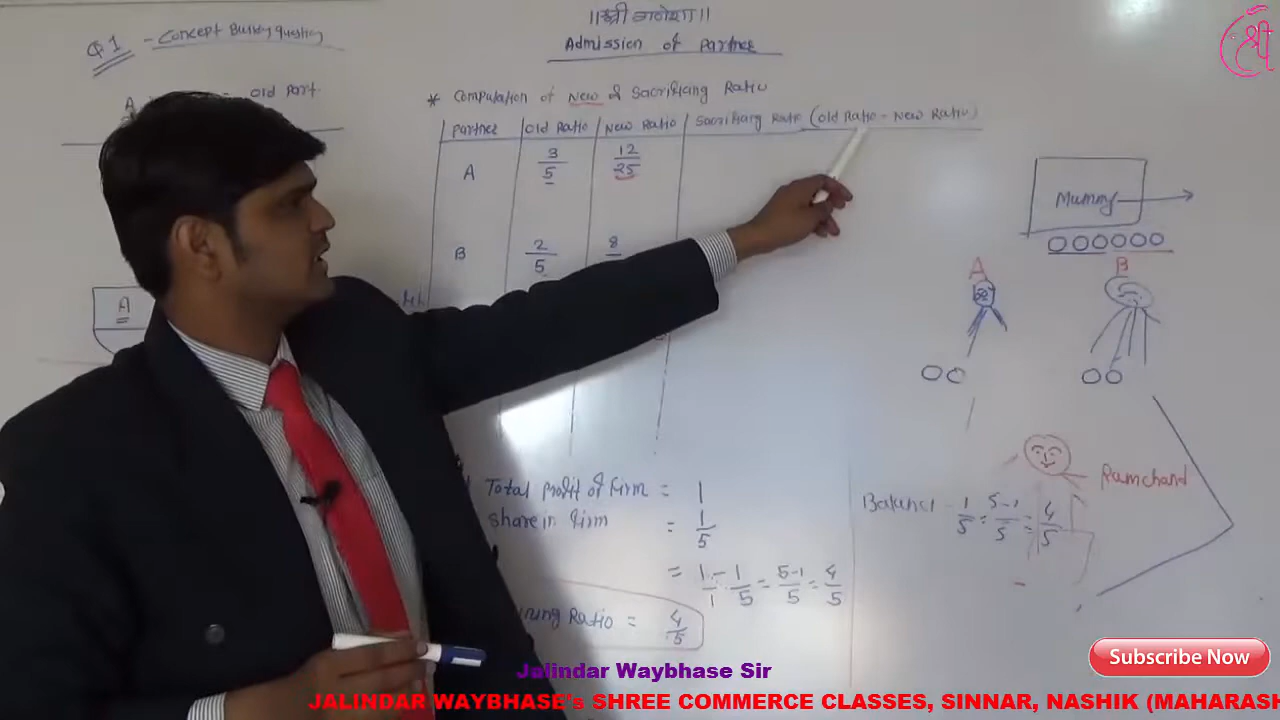 ॥श्री गणेशा॥
Admission of Partner
Q.1 - Concept Burning Question
A
old Part
* Computation of New & Sacrificing Ratio
Partner | Old Ratio | New Ratio | Sacrificing Ratio (old Ratio - New Ratio)
A 3/5 12/25
B 2/5 8
A
Mummy
A B
Total profit of firm = 1
share in firm = 1/5
= 1/1 - 1/5 = 5-1/5 = 4/5
Ratio = 4/5
Ramchand
Balance - 1/5 = 5-1/5 = 4/5
श्री
Subscribe Now
Jalindar Waybhase Sir
JALINDAR WAYBHASE's SHREE COMMERCE CLASSES, SINNAR, NASHIK (MAHARASH